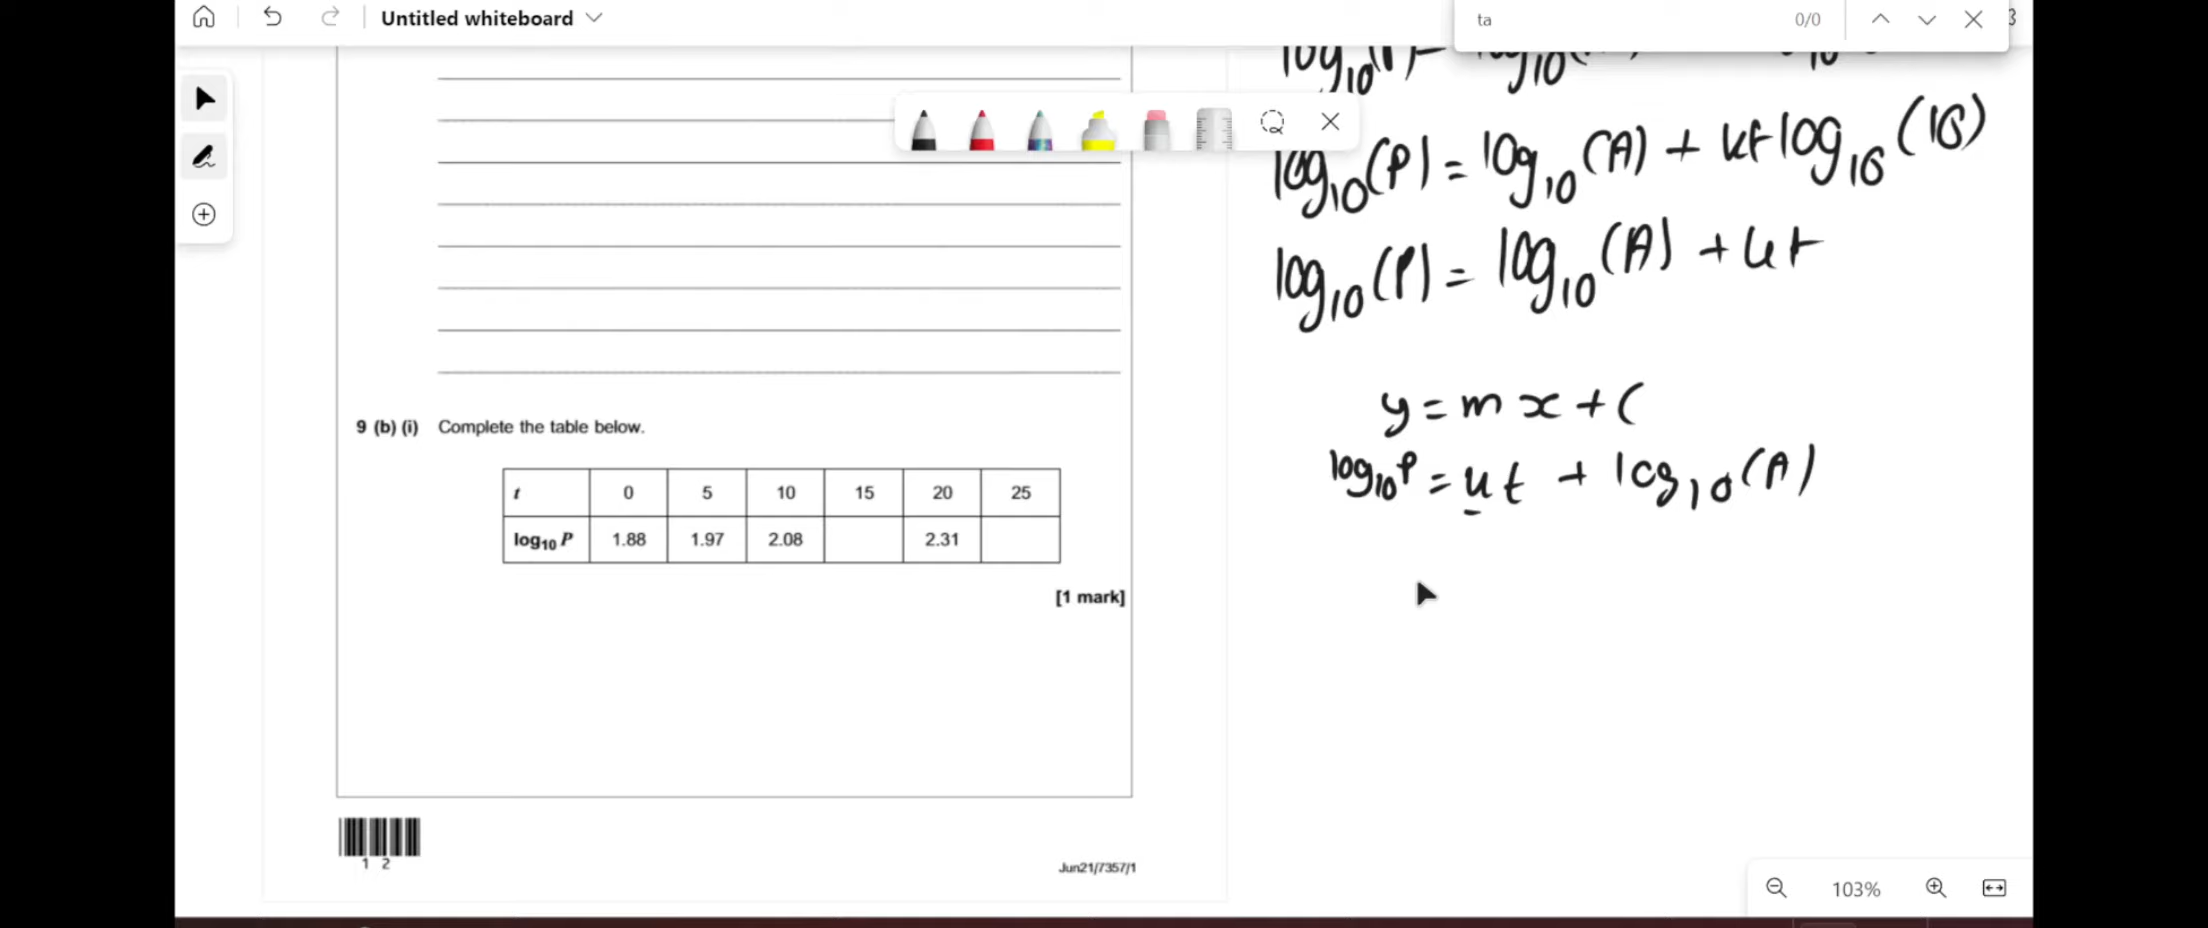 Untitled whiteboard
ta
0/0
log₁₀(P) = log₁₀(A) + kt log₁₀(10)
log₁₀(P) = log₁₀(A) + kt
y = mx + c
log₁₀P = kt + log₁₀(A)
9 (b) (i) Complete the table below.
t 0 5 10 15 20 25
log₁₀ P 1.88 1.97 2.08 2.31
[1 mark]
1 2
Jun21/7357/1
103%